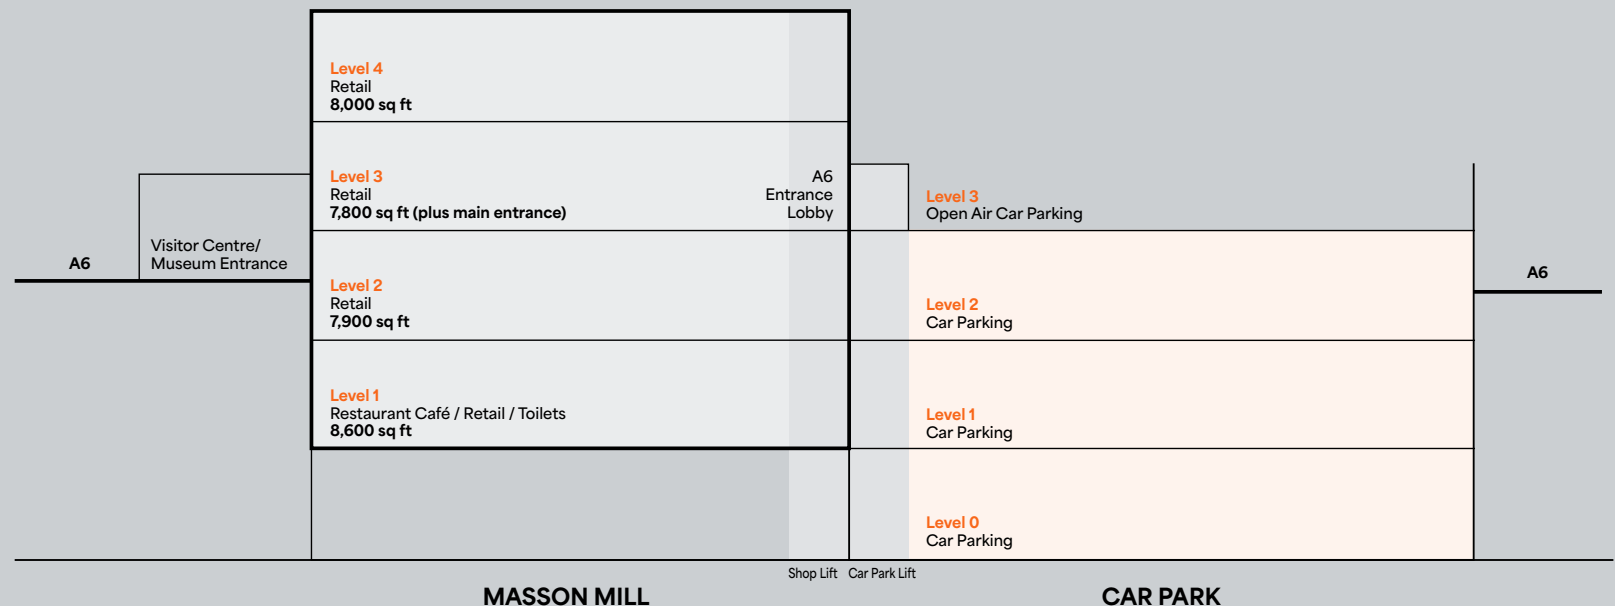 Level 4
Retail
8,000 sq ft
Level 3
Retail
7,800 sq ft (plus main entrance)
A6
Entrance
Lobby
Level 3
Open Air Car Parking
A6
Visitor Centre/
Museum Entrance
Level 2
Retail
7,900 sq ft
Level 2
Car Parking
A6
Level 1
Restaurant Café / Retail / Toilets
8,600 sq ft
Level 1
Car Parking
Level 0
Car Parking
Shop Lift
Car Park Lift
MASSON MILL
CAR PARK